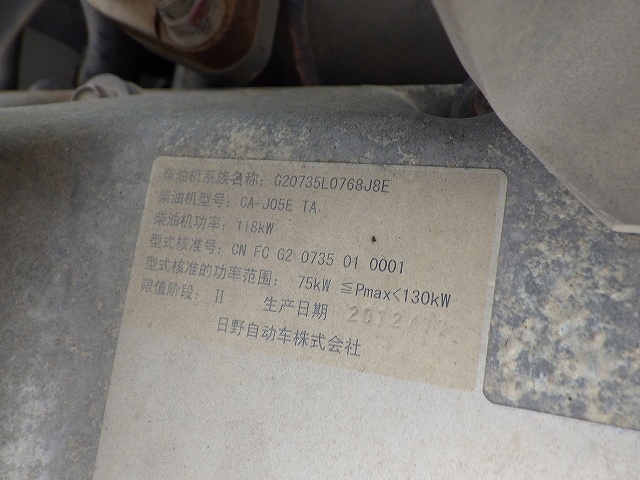 柴油机系族名称: G20735L0768J8E
柴油机型号: CA-J05E TA
柴油机功率: 118kW
型式核准号: CN FC G2 0735 01 0001
型式核准的功率范围: 75kW ≦Pmax<130kW
限值阶段: II 生产日期 2012
日野自动车株式会社